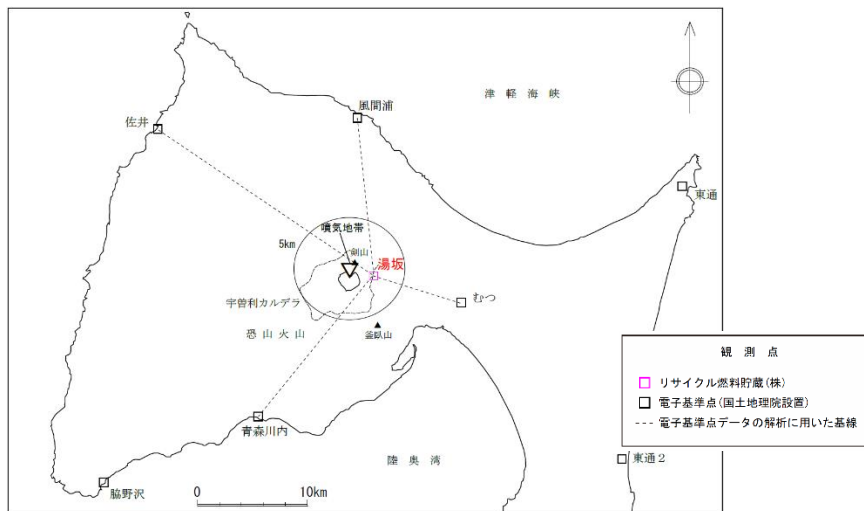 津軽海峡
風間浦
佐井
東通
噴気地帯
5km
剣山
湯坂
むつ
宇曽利カルデラ
恐山火山
釜臥山
観測点
リサイクル燃料貯蔵(株)
電子基準点(国土地理院設置)
電子基準点データの解析に用いた基線
青森川内
陸奥湾
東通2
脇野沢
0 10km